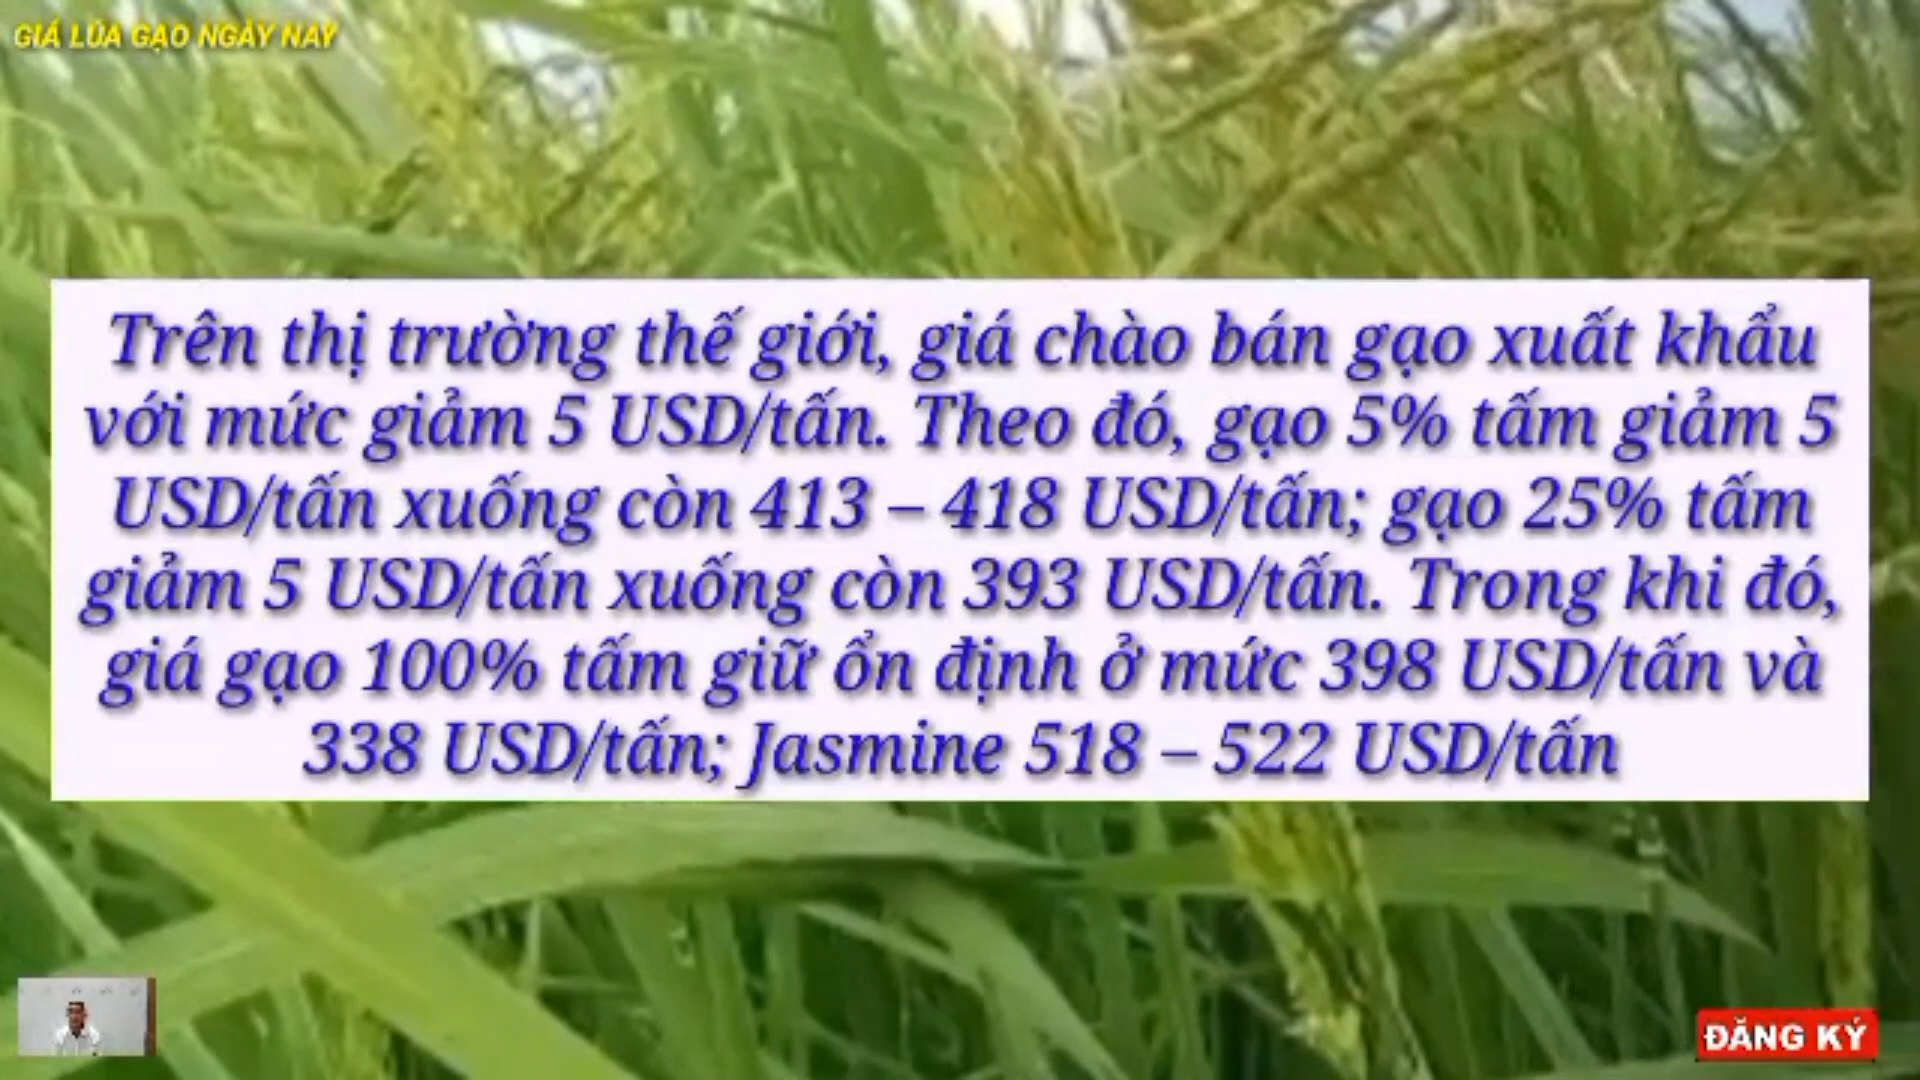 GIÁ LÚA GẠO NGÀY NAY
Trên thị trường thế giới, giá chào bán gạo xuất khẩu
với mức giảm 5 USD/tấn. Theo đó, gạo 5% tấm giảm 5
USD/tấn xuống còn 413 – 418 USD/tấn; gạo 25% tấm
giảm 5 USD/tấn xuống còn 393 USD/tấn. Trong khi đó,
giá gạo 100% tấm giữ ổn định ở mức 398 USD/tấn và
338 USD/tấn; Jasmine 518 – 522 USD/tấn
ĐĂNG KÝ